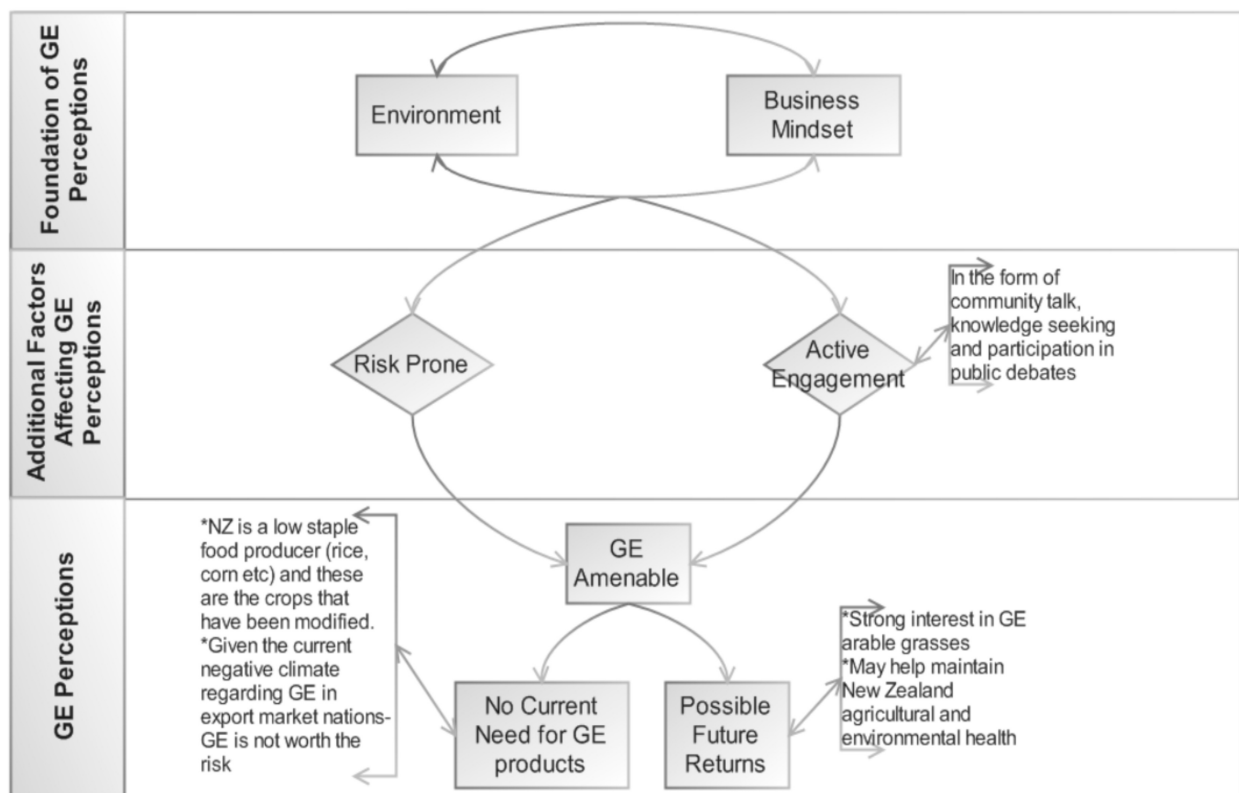 Foundation of GE
Perceptions
Environment
Business
Mindset
Additional Factors
Affecting GE
Perceptions
Risk Prone
Active
Engagement
In the form of
community talk,
knowledge seeking
and participation in
public debates
GE Perceptions
*NZ is a low staple
food producer (rice,
corn etc) and these
are the crops that
have been modified.
*Given the current
negative climate
regarding GE in
export market nations-
GE is not worth the
risk
GE
Amenable
No Current
Need for GE
products
Possible
Future
Returns
*Strong interest in GE
arable grasses
*May help maintain
New Zealand
agricultural and
environmental health